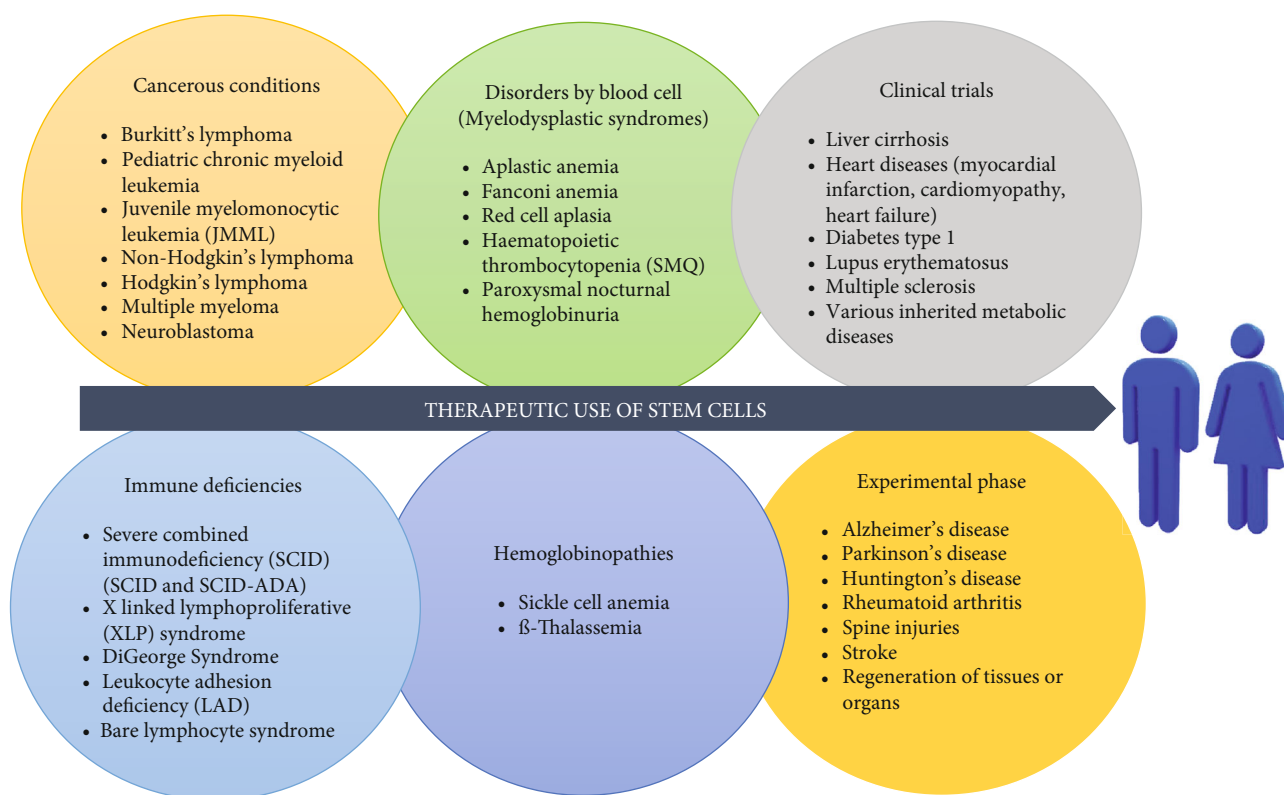 Cancerous conditions
• Burkitt's lymphoma
• Pediatric chronic myeloid
leukemia
• Juvenile myelomonocytic
leukemia (JMML)
• Non-Hodgkin's lymphoma
• Hodgkin's lymphoma
• Multiple myeloma
• Neuroblastoma
Disorders by blood cell
(Myelodysplastic syndromes)
• Aplastic anemia
• Fanconi anemia
• Red cell aplasia
• Haematopoietic
thrombocytopenia (SMQ)
• Paroxysmal nocturnal
hemoglobinuria
Clinical trials
• Liver cirrhosis
• Heart diseases (myocardial
infarction, cardiomyopathy,
heart failure)
• Diabetes type 1
• Lupus erythematosus
• Multiple sclerosis
• Various inherited metabolic
diseases
THERAPEUTIC USE OF STEM CELLS
Immune deficiencies
• Severe combined
immunodeficiency (SCID)
(SCID and SCID-ADA)
• X linked lymphoproliferative
(XLP) syndrome
• DiGeorge Syndrome
• Leukocyte adhesion
deficiency (LAD)
• Bare lymphocyte syndrome
Hemoglobinopathies
• Sickle cell anemia
• ß-Thalassemia
Experimental phase
• Alzheimer's disease
• Parkinson's disease
• Huntington's disease
• Rheumatoid arthritis
• Spine injuries
• Stroke
• Regeneration of tissues or
organs